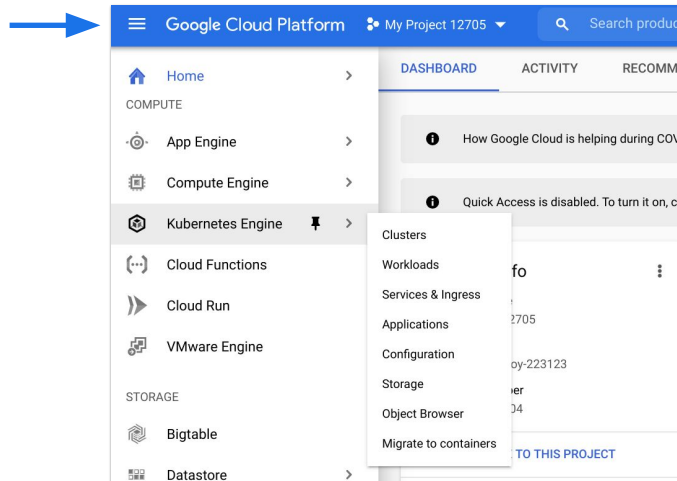 Google Cloud Platform
My Project 12705
Search produc
Home
COMPUTE
App Engine
Compute Engine
Kubernetes Engine
Cloud Functions
Cloud Run
VMware Engine
STORAGE
Bigtable
Datastore
Clusters
Workloads
Services & Ingress
Applications
Configuration
Storage
Object Browser
Migrate to containers
DASHBOARD
ACTIVITY
RECOMM
How Google Cloud is helping during COV
Quick Access is disabled. To turn it on, c
fo
2705
oy-223123
er
04
TO THIS PROJECT